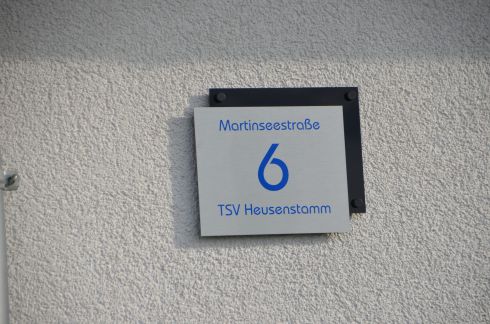 Martinseestraße
6
TSV Heusenstamm